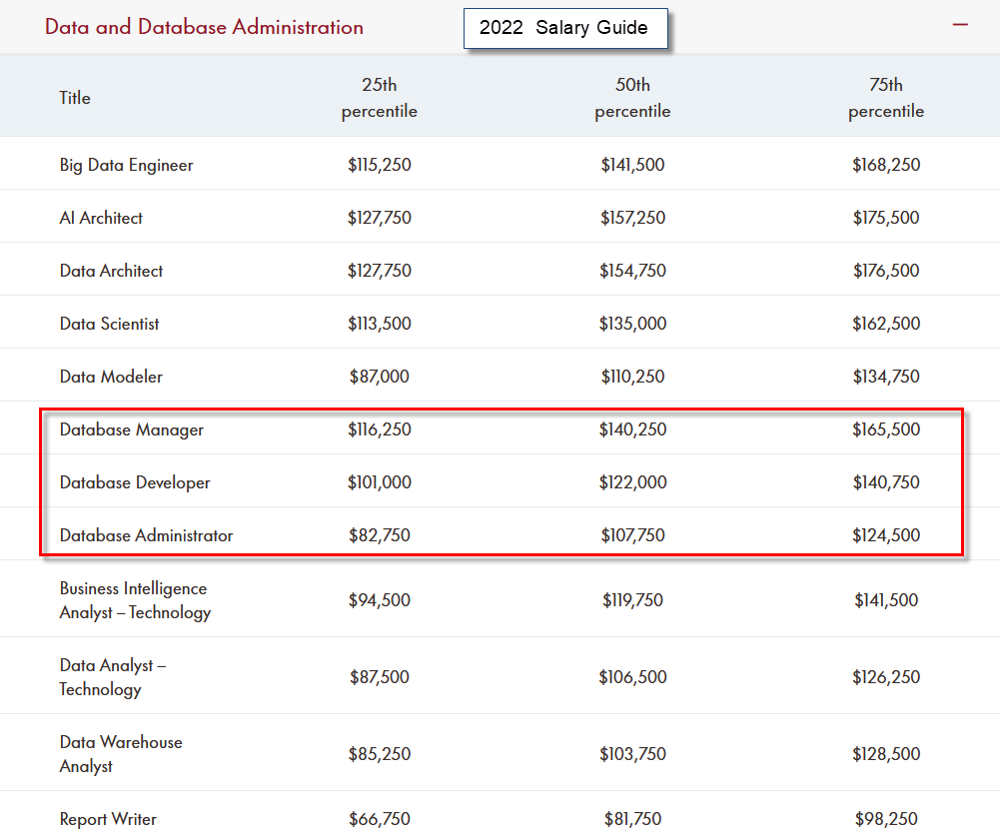 Data and Database Administration 2022 Salary Guide
Title 25th percentile 50th percentile 75th percentile
Big Data Engineer $115,250 $141,500 $168,250
AI Architect $127,750 $157,250 $175,500
Data Architect $127,750 $154,750 $176,500
Data Scientist $113,500 $135,000 $162,500
Data Modeler $87,000 $110,250 $134,750
Database Manager $116,250 $140,250 $165,500
Database Developer $101,000 $122,000 $140,750
Database Administrator $82,750 $107,750 $124,500
Business Intelligence
Analyst – Technology $94,500 $119,750 $141,500
Data Analyst –
Technology $87,500 $106,500 $126,250
Data Warehouse
Analyst $85,250 $103,750 $128,500
Report Writer $66,750 $81,750 $98,250